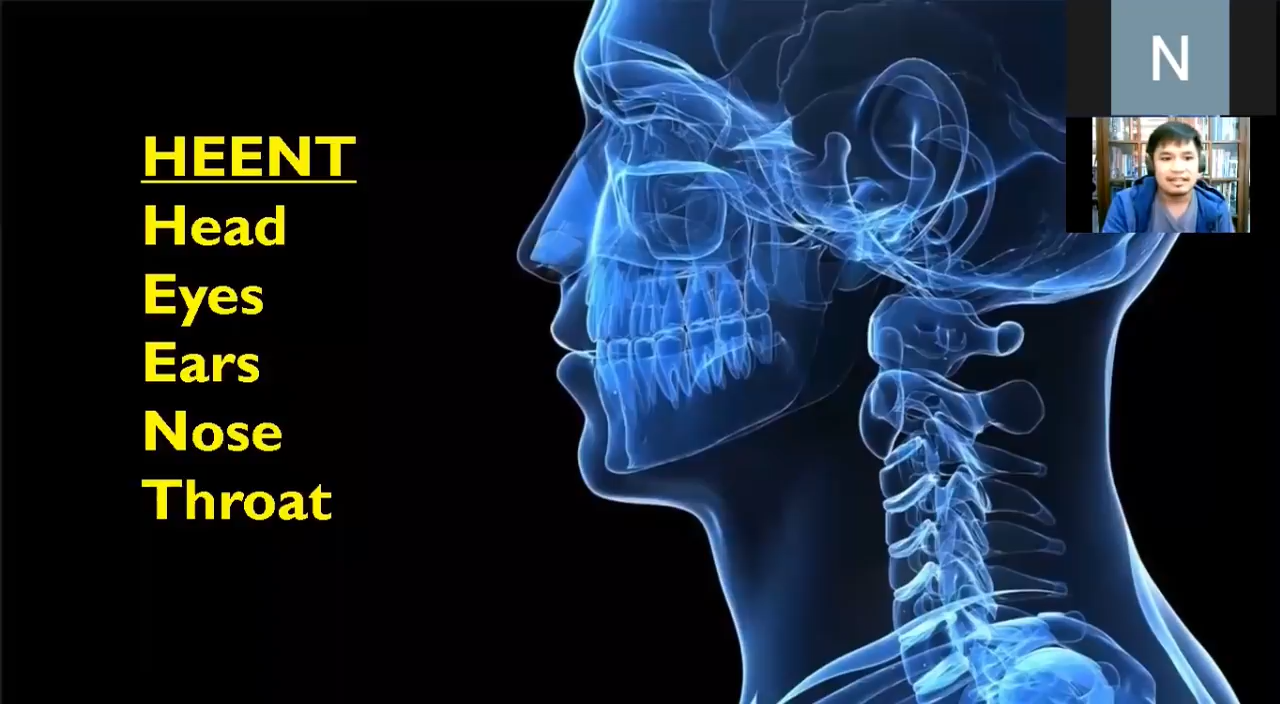 HEENT
Head
Eyes
Ears
Nose
Throat
N